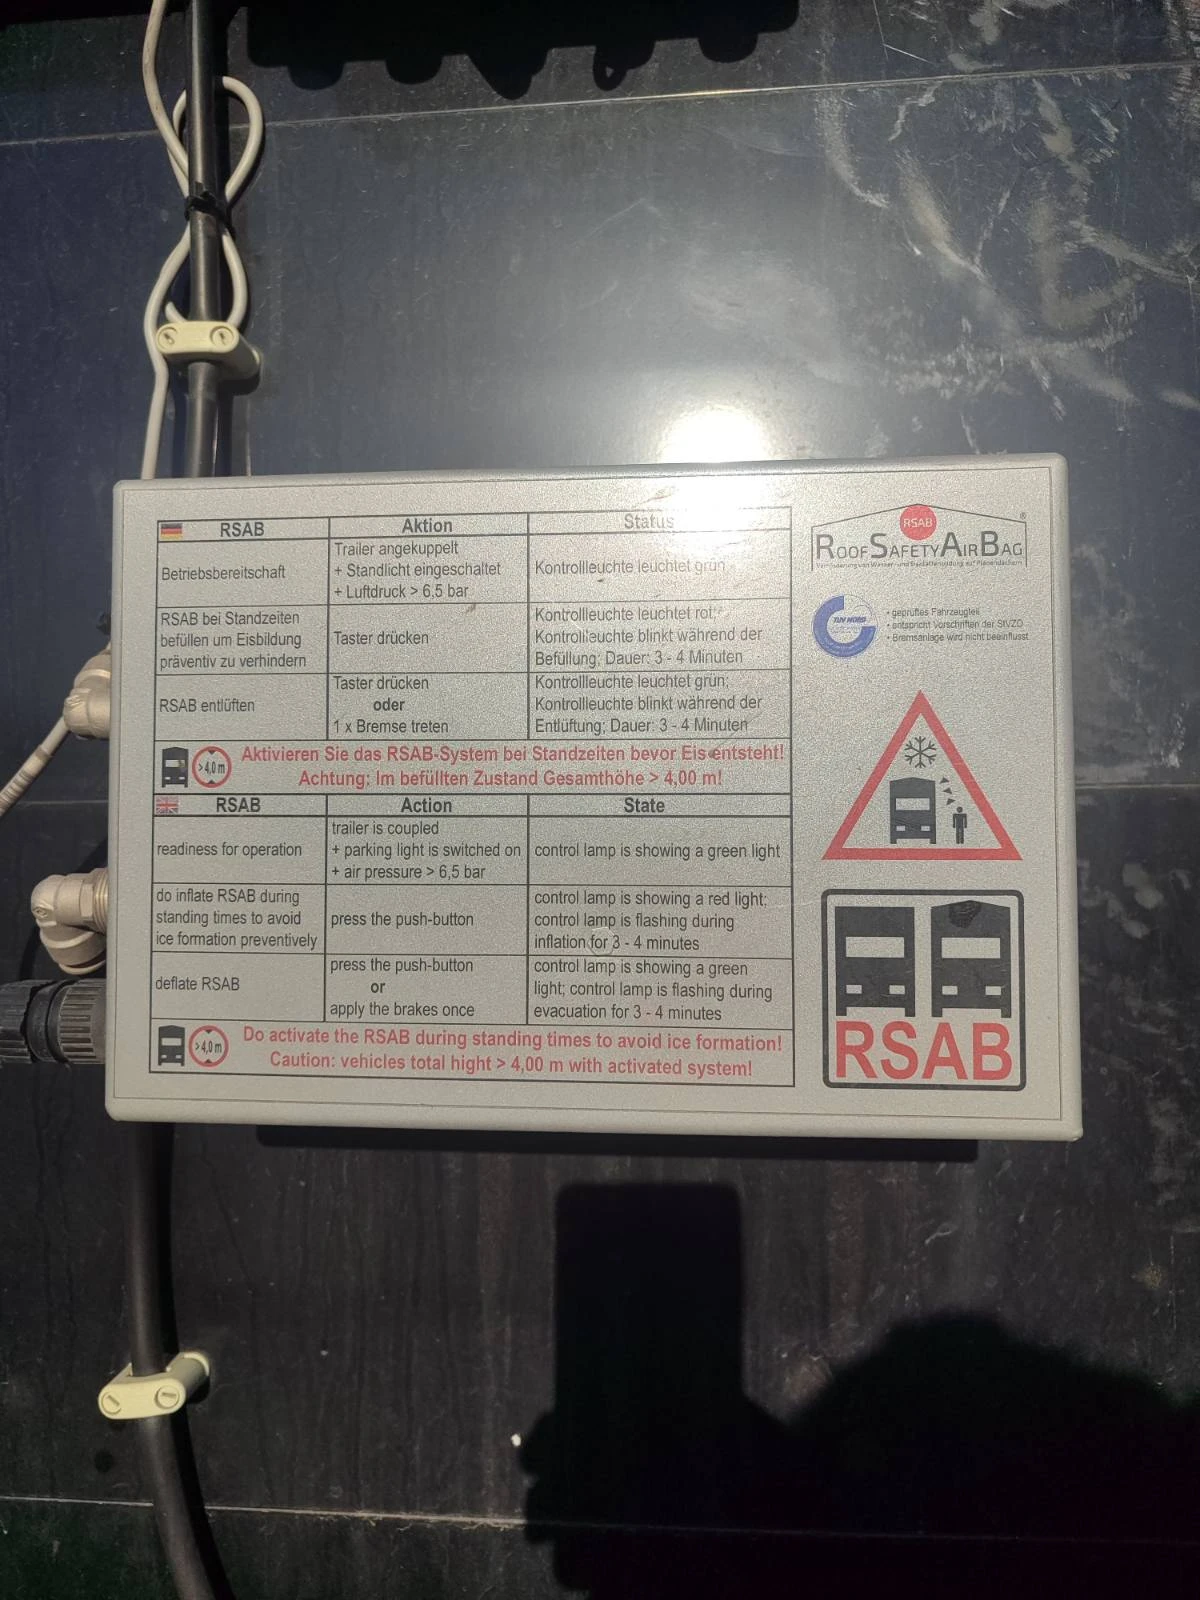 RSAB
Aktion
Status
Betriebsbereitschaft
Trailer angekuppelt
+ Standlicht eingeschaltet
+ Luftdruck > 6,5 bar
Kontrollleuchte leuchtet grün
RSAB bei Standzeiten
befüllen um Eisbildung
präventiv zu verhindern
Taster drücken
Kontrollleuchte leuchtet rot;
Kontrollleuchte blinkt während der
Befüllung; Dauer: 3 - 4 Minuten
RSAB entlüften
Taster drücken
oder
1 x Bremse treten
Kontrollleuchte leuchtet grün;
Kontrollleuchte blinkt während der
Entlüftung; Dauer: 3 - 4 Minuten
>4,0 m
Aktivieren Sie das RSAB-System bei Standzeiten bevor Eis entsteht!
Achtung; Im befüllten Zustand Gesamthöhe > 4,00 m!
RSAB
Action
State
readiness for operation
trailer is coupled
+ parking light is switched on
+ air pressure > 6,5 bar
control lamp is showing a green light
do inflate RSAB during
standing times to avoid
ice formation preventively
press the push-button
control lamp is showing a red light;
control lamp is flashing during
inflation for 3 - 4 minutes
deflate RSAB
press the push-button
or
apply the brakes once
control lamp is showing a green
light; control lamp is flashing during
evacuation for 3 - 4 minutes
>4,0 m
Do activate the RSAB during standing times to avoid ice formation!
Caution: vehicles total hight > 4,00 m with activated system!
RSAB
®
ROOFSAFETYAIRBAG
Verhinderung von Wasser- und Eisplattenbildung auf Planendächern
TÜV NORD
• geprüftes Fahrzeugteil
• entspricht Vorschriften der StVZO
• Bremsanlage wird nicht beeinflusst
RSAB